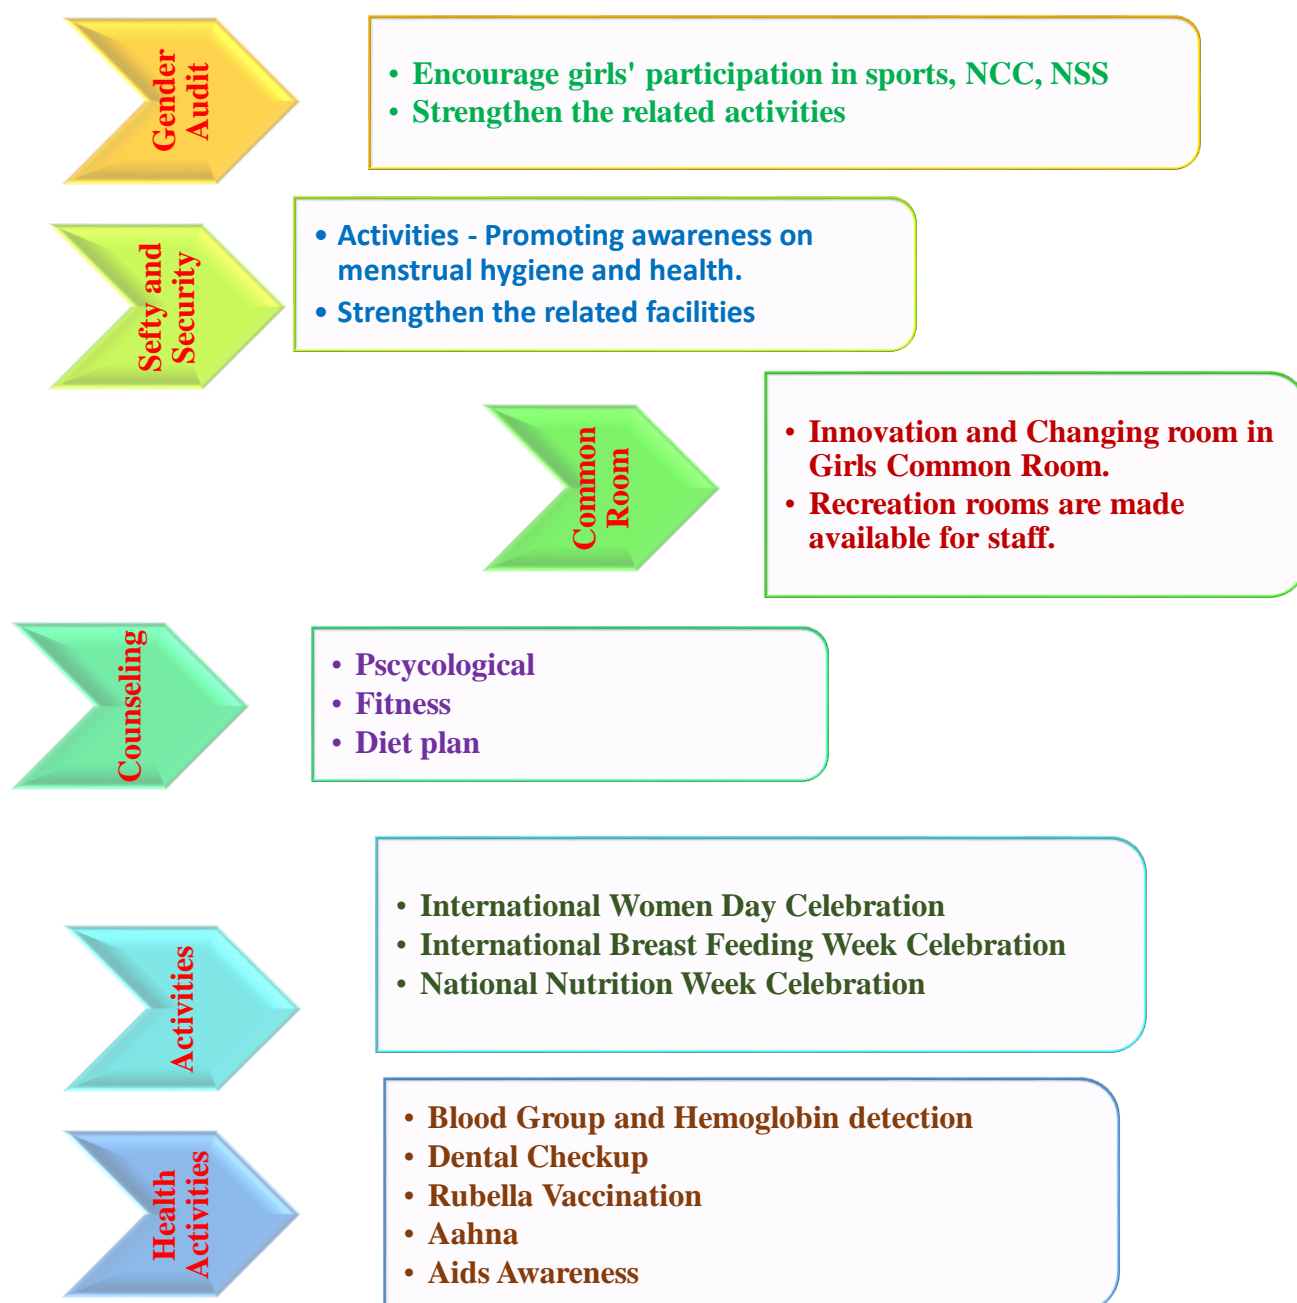 Gender
Audit
• Encourage girls' participation in sports, NCC, NSS
• Strengthen the related activities
Sefty and
Security
• Activities - Promoting awareness on
menstrual hygiene and health.
• Strengthen the related facilities
Common
Room
• Innovation and Changing room in
Girls Common Room.
• Recreation rooms are made
available for staff.
Counseling
• Pscycological
• Fitness
• Diet plan
Activities
• International Women Day Celebration
• International Breast Feeding Week Celebration
• National Nutrition Week Celebration
Health
Activities
• Blood Group and Hemoglobin detection
• Dental Checkup
• Rubella Vaccination
• Aahna
• Aids Awareness